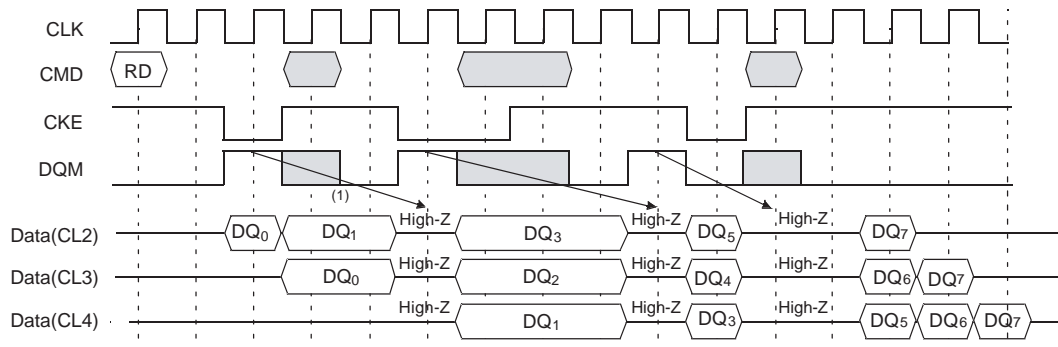 CLK
CMD RD
CKE
DQM
(1)
High-Z High-Z High-Z
Data(CL2) DQ0 DQ1 DQ3 DQ5 DQ7
High-Z High-Z High-Z
Data(CL3) DQ0 DQ2 DQ4 DQ6 DQ7
High-Z High-Z High-Z
Data(CL4) DQ1 DQ3 DQ5 DQ6 DQ7